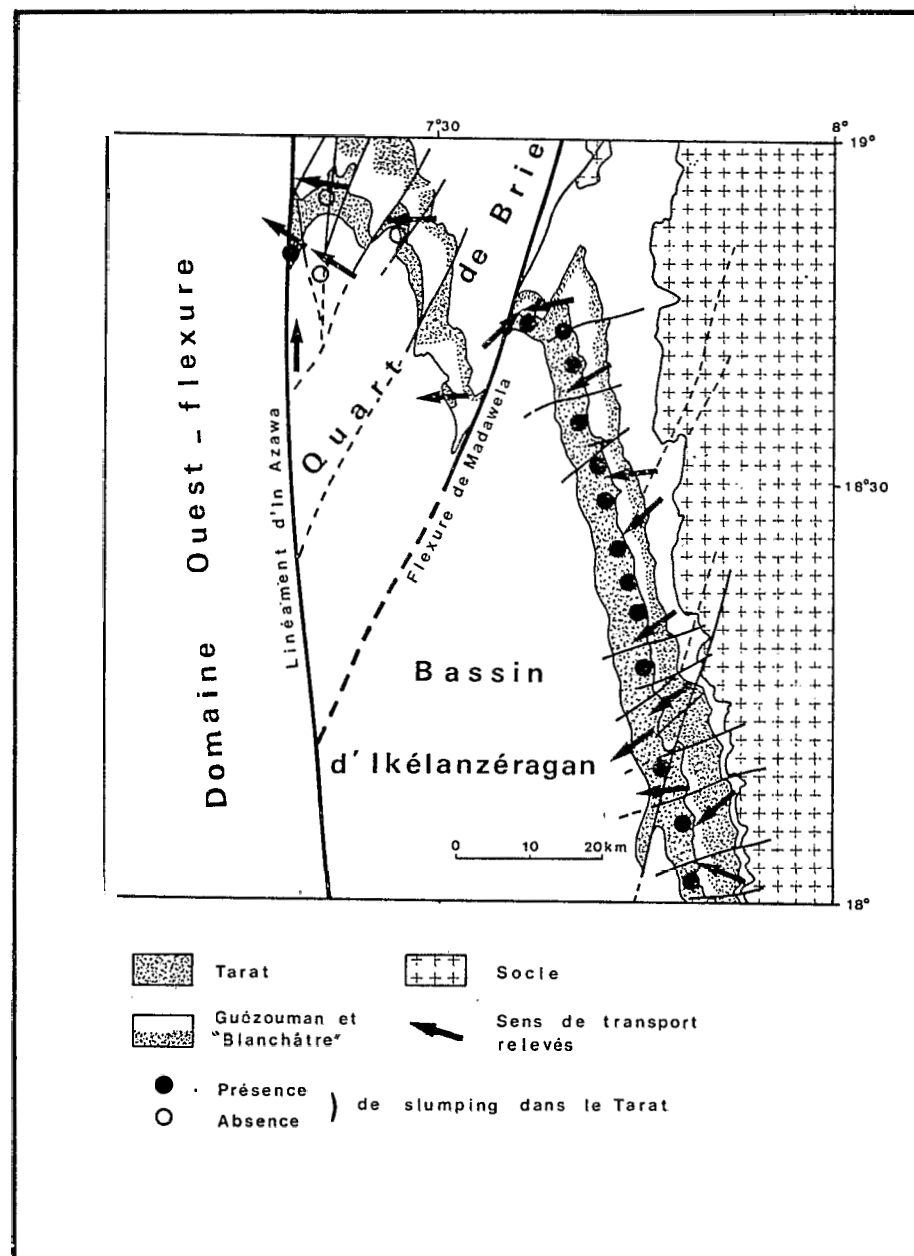 7°30
8°
19°
Domaine Ouest-flexure
Linéament d'In Azawa
Quart de Brie
Flexure de Madawela
18°30
Bassin
d'Ikélanzéragan
0 10 20km
18°
Tarat
Socle
Guézouman et
"Blanchâtre"
Sens de transport
relevés
Présence
Absence
) de slumping dans le Tarat